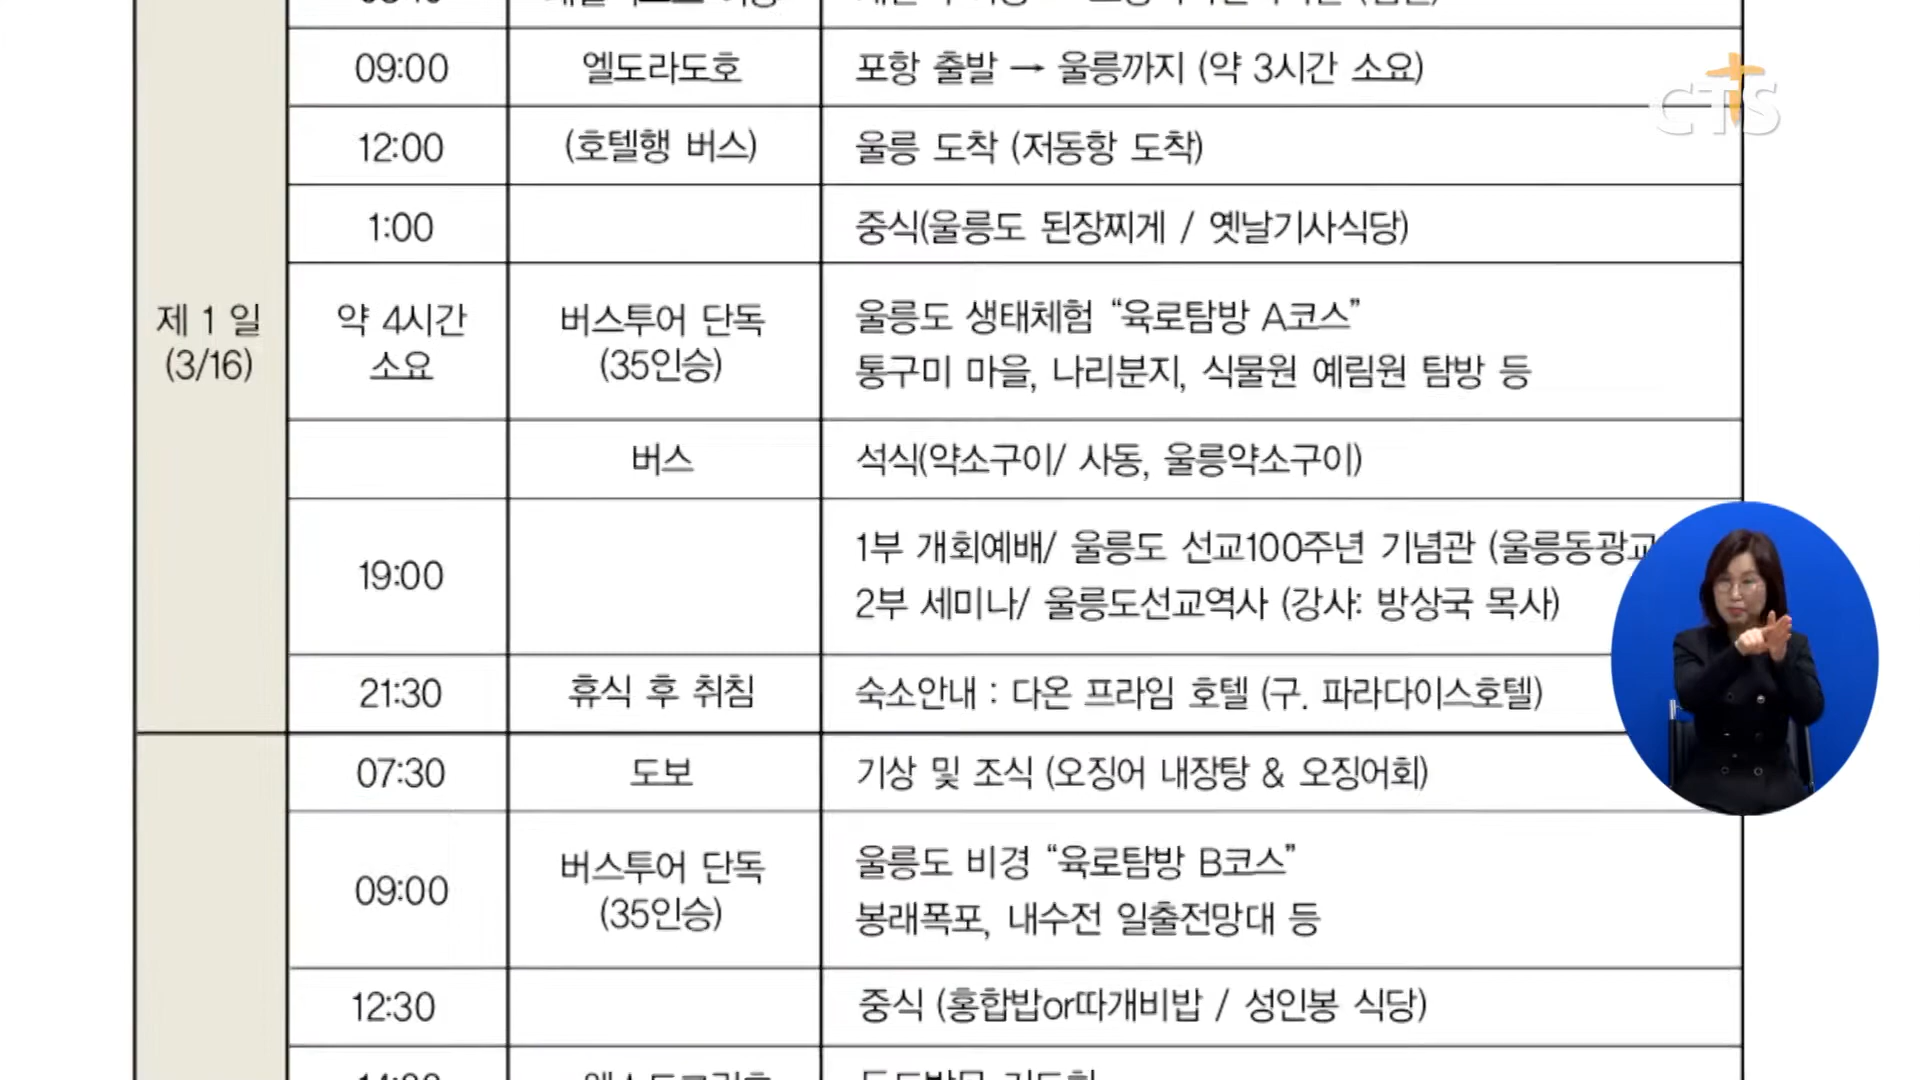 09:00 엘도라도호 포항 출발 → 울릉까지 (약 3시간 소요)
CTS
12:00 (호텔행 버스) 울릉 도착 (저동항 도착)
1:00 중식(울릉도 된장찌게 / 옛날기사식당)
제 1 일
(3/16)
약 4시간
소요
버스투어 단독
(35인승)
울릉도 생태체험 “육로탐방 A코스”
통구미 마을, 나리분지, 식물원 예림원 탐방 등
버스 석식(약소구이/ 사동, 울릉약소구이)
19:00
1부 개회예배/ 울릉도 선교100주년 기념관 (울릉동광교
2부 세미나/ 울릉도선교역사 (강사: 방상국 목사)
21:30 휴식 후 취침 숙소안내 : 다온 프라임 호텔 (구. 파라다이스호텔)
07:30 도보 기상 및 조식 (오징어 내장탕 & 오징어회)
09:00
버스투어 단독
(35인승)
울릉도 비경 “육로탐방 B코스”
봉래폭포, 내수전 일출전망대 등
12:30 중식 (홍합밥or따개비밥 / 성인봉 식당)